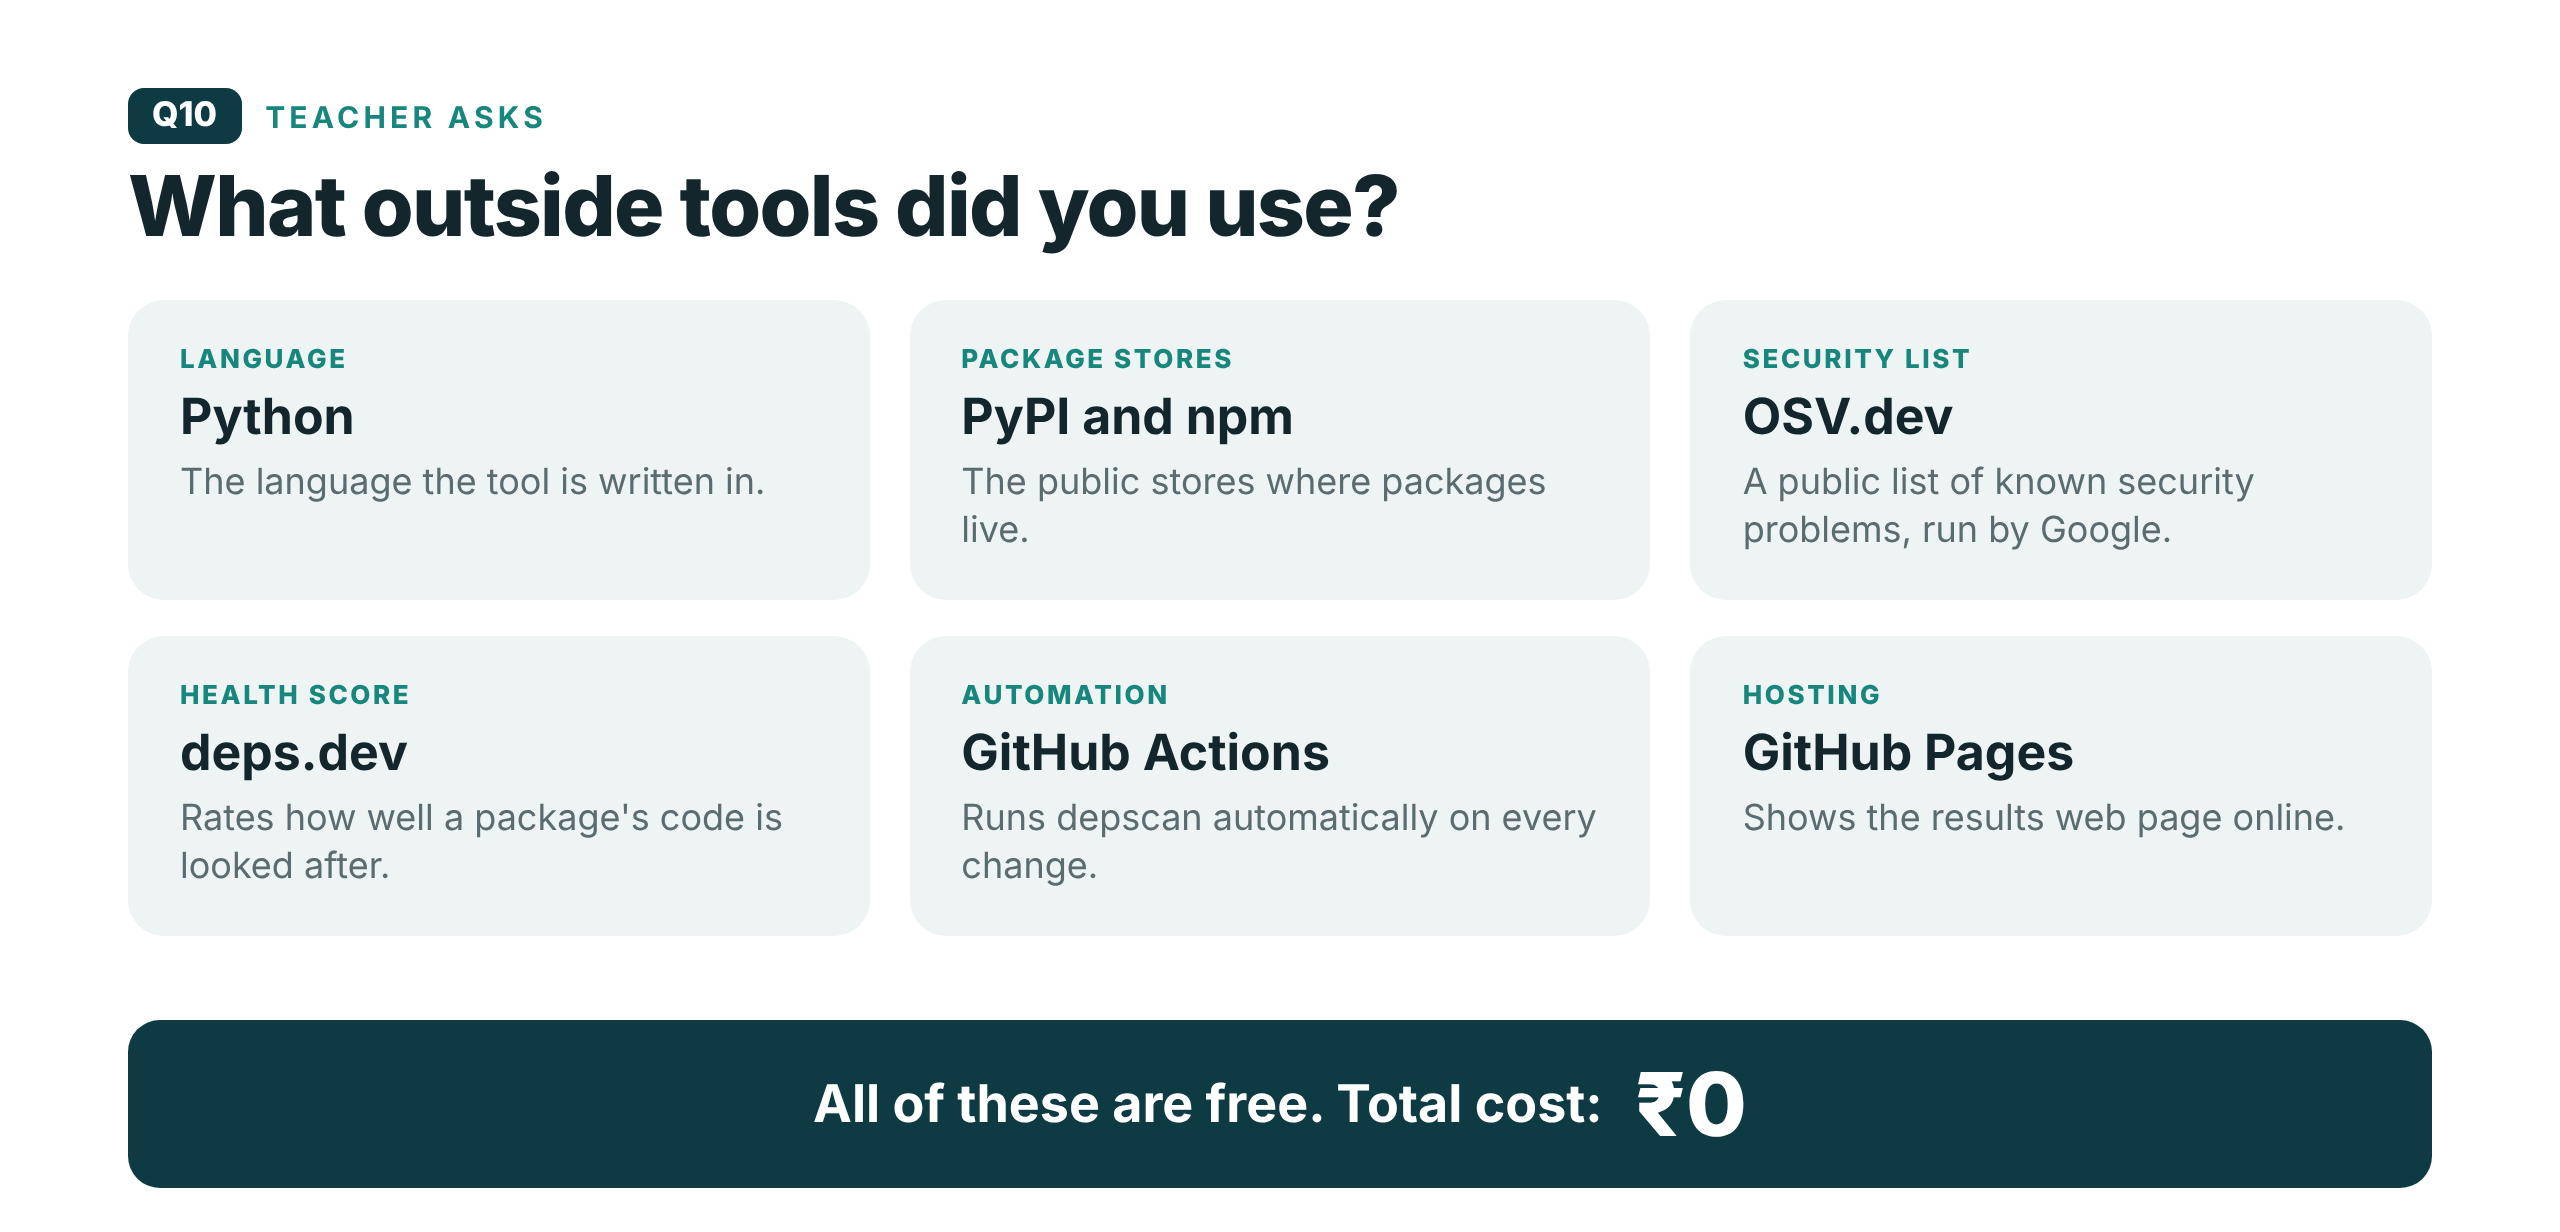 Q10 TEACHER ASKS
What outside tools did you use?
LANGUAGE
Python
The language the tool is written in.
PACKAGE STORES
PyPI and npm
The public stores where packages
live.
SECURITY LIST
OSV.dev
A public list of known security
problems, run by Google.
HEALTH SCORE
deps.dev
Rates how well a package's code is
looked after.
AUTOMATION
GitHub Actions
Runs depscan automatically on every
change.
HOSTING
GitHub Pages
Shows the results web page online.
All of these are free. Total cost: ₹0